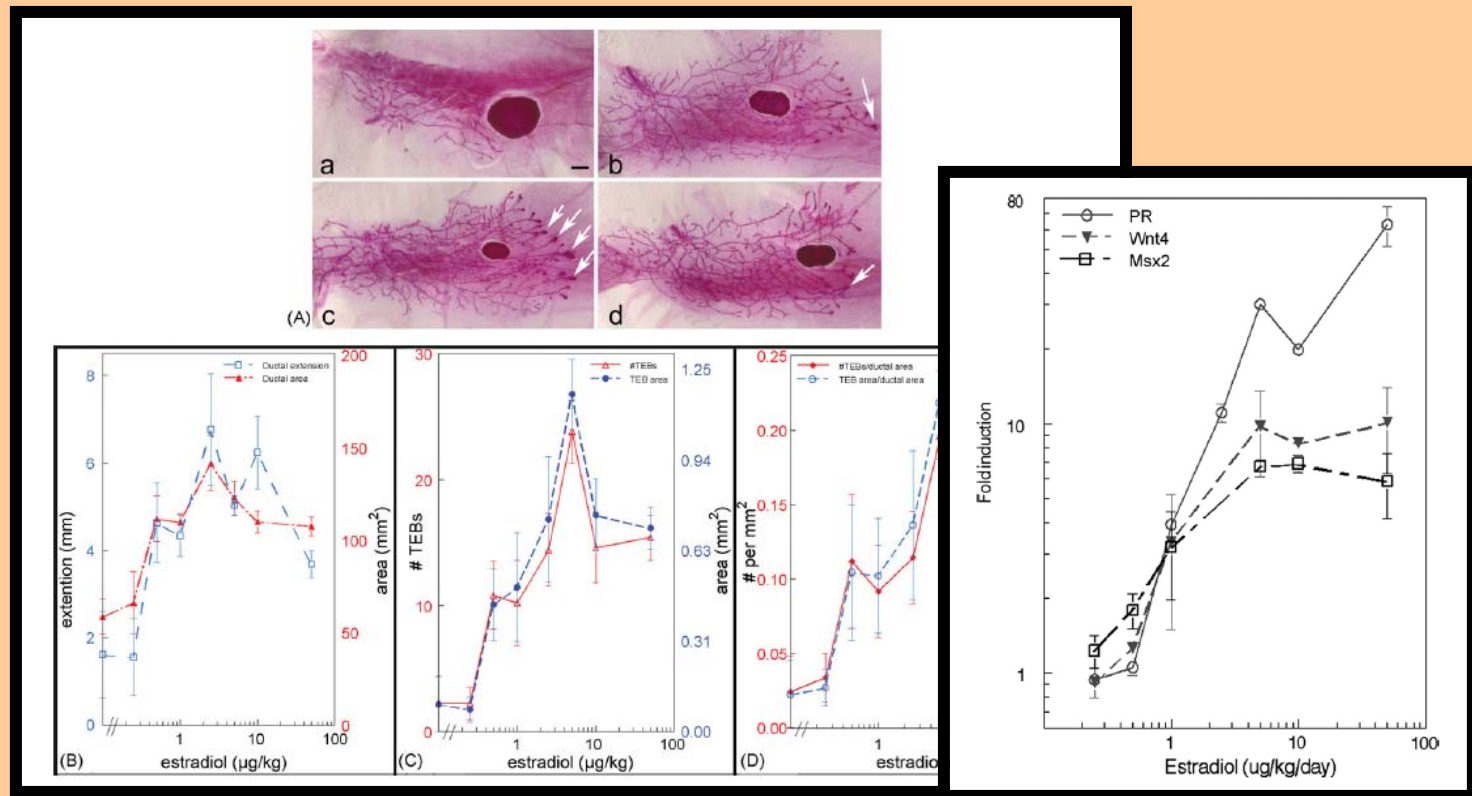 a
b
(A) c
d
Ductal extension
Ductal area
8
6
4
2
0
extention (mm)
200
150
100
50
0
area (mm²)
1
10
100
(B)
estradiol (µg/kg)
#TEBs
TEB area
30
20
10
0
# TEBs
1.25
0.94
0.63
0.31
0.00
area (mm²)
1
10
100
(C)
estradiol (µg/kg)
#TEBs/ductal area
TEB area/ductal area
0.25
0.20
0.15
0.10
0.05
0.00
# per mm²
1
(D)
estradio
PR
Wnt4
Msx2
80
10
1
Foldinduction
1
10
100
Estradiol (ug/kg/day)